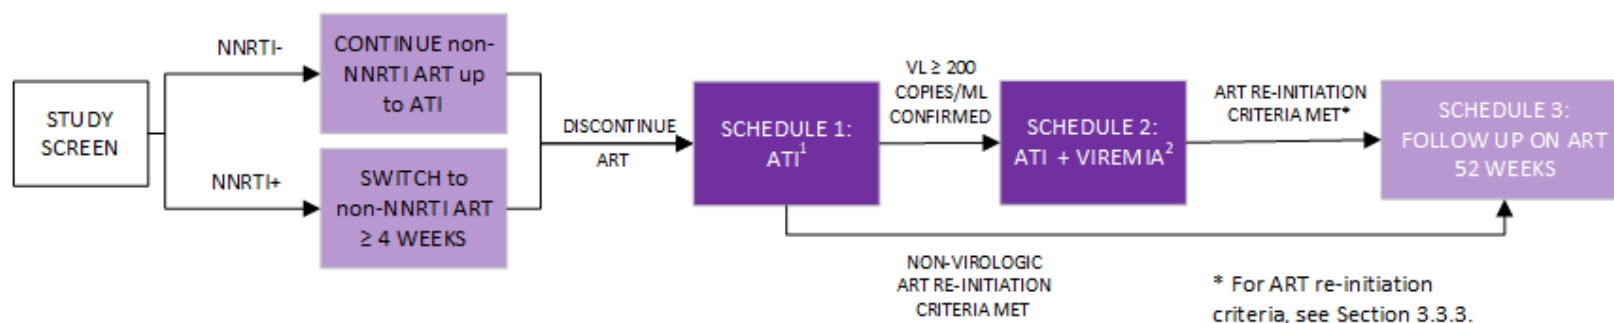 STUDY
SCREEN
NNRTI-
NNRTI+
CONTINUE non-
NNRTI ART up
to ATI
SWITCH to
non-NNRTI ART
≥ 4 WEEKS
DISCONTINUE
ART
SCHEDULE 1:
ATI¹
VL ≥ 200
COPIES/ML
CONFIRMED
SCHEDULE 2:
ATI + VIREMIA²
ART RE-INITIATION
CRITERIA MET*
SCHEDULE 3:
FOLLOW UP ON ART
52 WEEKS
NON-VIROLOGIC
ART RE-INITIATION
CRITERIA MET
* For ART re-initiation
criteria, see Section 3.3.3.